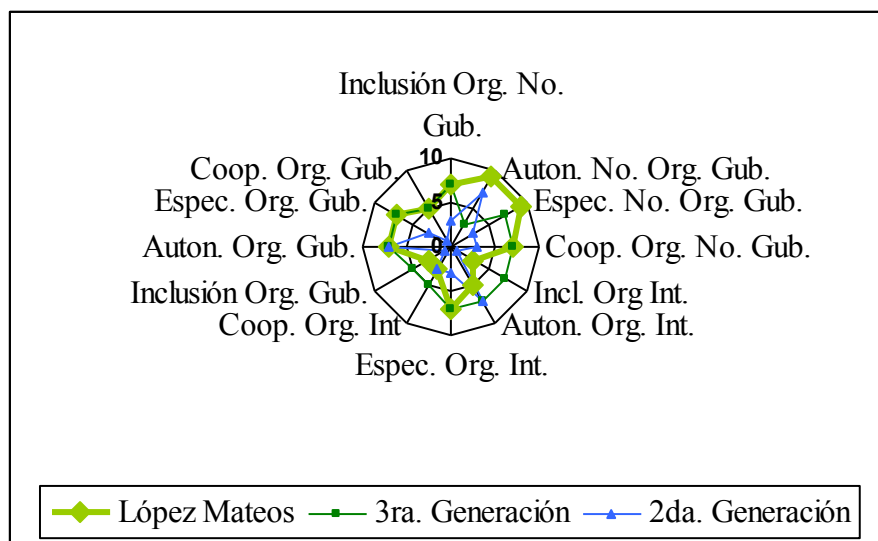 Inclusión Org. No.
Gub.
10
Coop. Org. Gub.
Auton. No. Org. Gub.
Espec. Org. Gub.
5
Espec. No. Org. Gub.
Auton. Org. Gub.
0
Coop. Org. No. Gub.
Inclusión Org. Gub.
Incl. Org Int.
Coop. Org. Int
Auton. Org. Int.
Espec. Org. Int.
López Mateos
3ra. Generación
2da. Generación